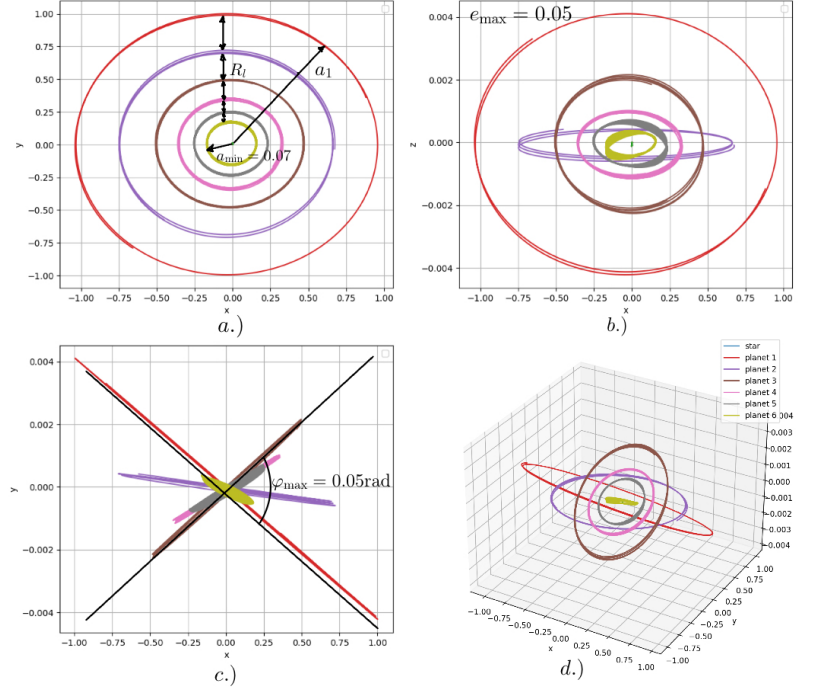 1.00
0.75
0.50
0.25
0.00
−0.25
−0.50
−0.75
−1.00
y
R_l
a_1
a_min = 0.07
−1.00 −0.75 −0.50 −0.25 0.00 0.25 0.50 0.75 1.00
x
a.)
e_max = 0.05
0.004
0.002
0.000
−0.002
−0.004
z
−1.00 −0.75 −0.50 −0.25 0.00 0.25 0.50 0.75 1.00
x
b.)
0.004
0.002
0.000
−0.002
−0.004
y
φ_max = 0.05rad
−1.00 −0.75 −0.50 −0.25 0.00 0.25 0.50 0.75 1.00
x
c.)
star
planet 1
planet 2
planet 3
planet 4
planet 5
planet 6
004
0.003
0.002
0.001
0.000
−0.001
−0.002
−0.003
−0.004
−1.00 −0.75 −0.50 −0.25 0.00 0.25 0.50 0.75 1.00
x
−1.00 −0.75 −0.50 −0.25 0.00 0.25 0.50 0.75 1.00
y
d.)